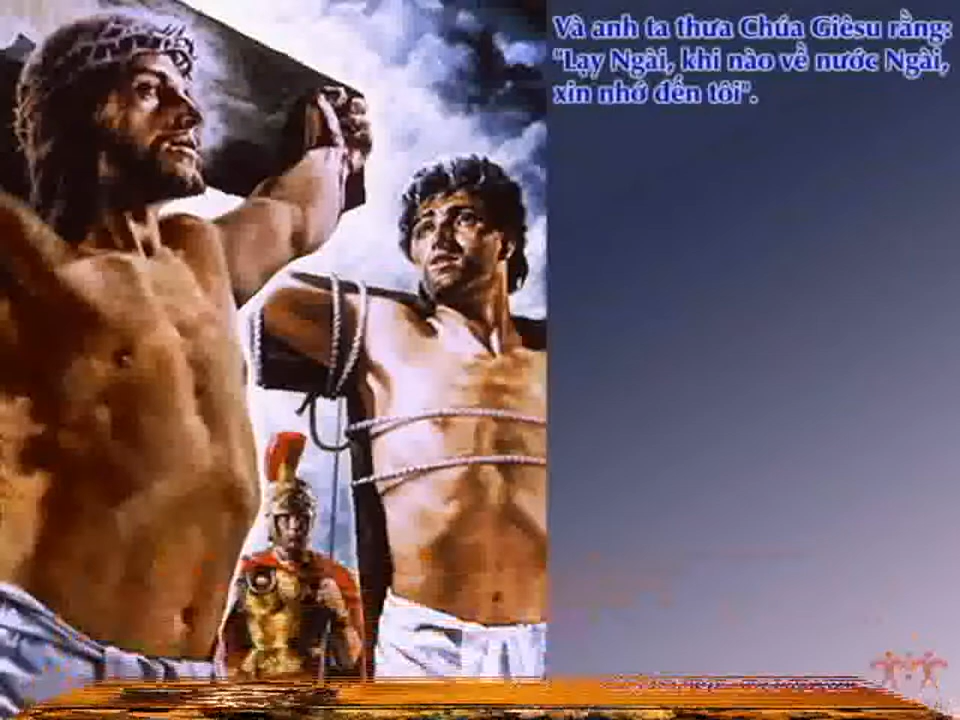 Và anh ta thưa Chúa Giêsu rằng:
"Lạy Ngài, khi nào về nước Ngài,
xin nhớ đến tôi".